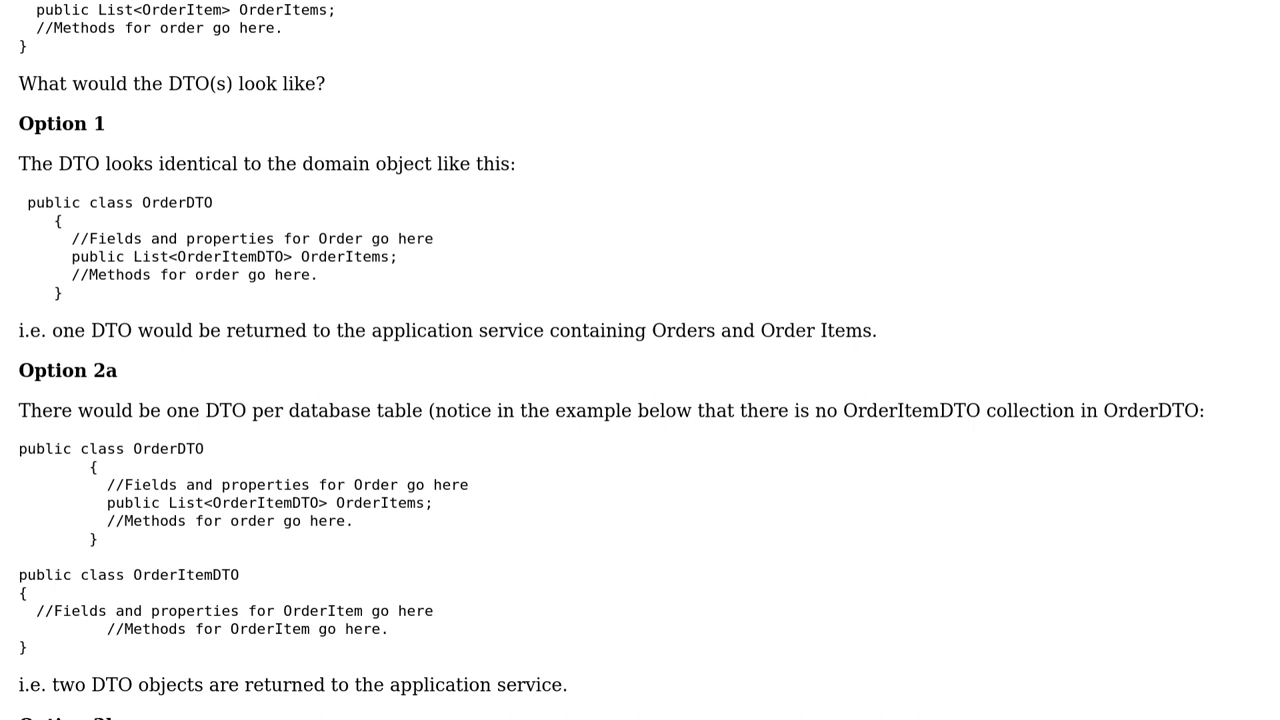 public List<OrderItem> OrderItems;
//Methods for order go here.
}
What would the DTO(s) look like?
Option 1
The DTO looks identical to the domain object like this:
public class OrderDTO
{
//Fields and properties for Order go here
public List<OrderItemDTO> OrderItems;
//Methods for order go here.
}
i.e. one DTO would be returned to the application service containing Orders and Order Items.
Option 2a
There would be one DTO per database table (notice in the example below that there is no OrderItemDTO collection in OrderDTO:
public class OrderDTO
{
//Fields and properties for Order go here
public List<OrderItemDTO> OrderItems;
//Methods for order go here.
}
public class OrderItemDTO
{
//Fields and properties for OrderItem go here
//Methods for OrderItem go here.
}
i.e. two DTO objects are returned to the application service.